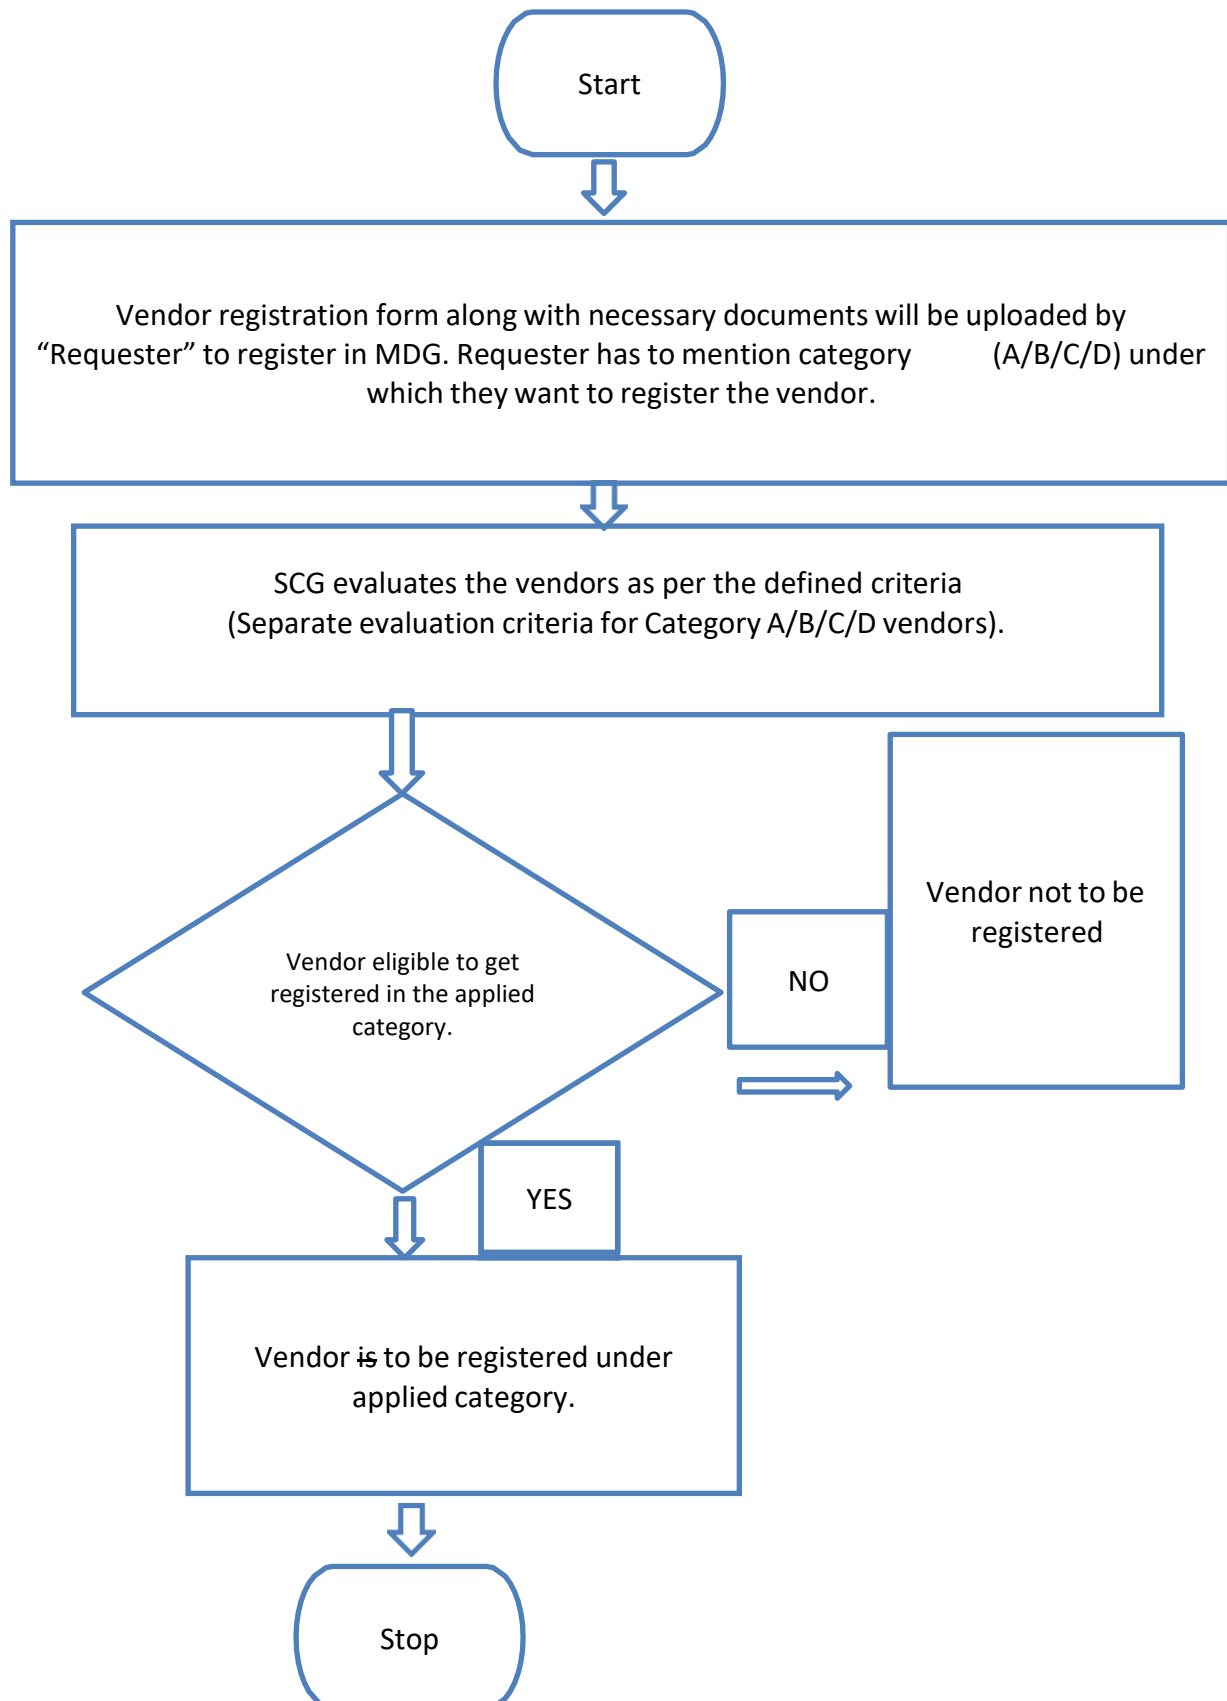 Start
Vendor registration form along with necessary documents will be uploaded by
“Requester” to register in MDG. Requester has to mention category (A/B/C/D) under
which they want to register the vendor.
SCG evaluates the vendors as per the defined criteria
(Separate evaluation criteria for Category A/B/C/D vendors).
Vendor not to be
registered
NO
Vendor eligible to get
registered in the applied
category.
YES
Vendor is to be registered under
applied category.
Stop